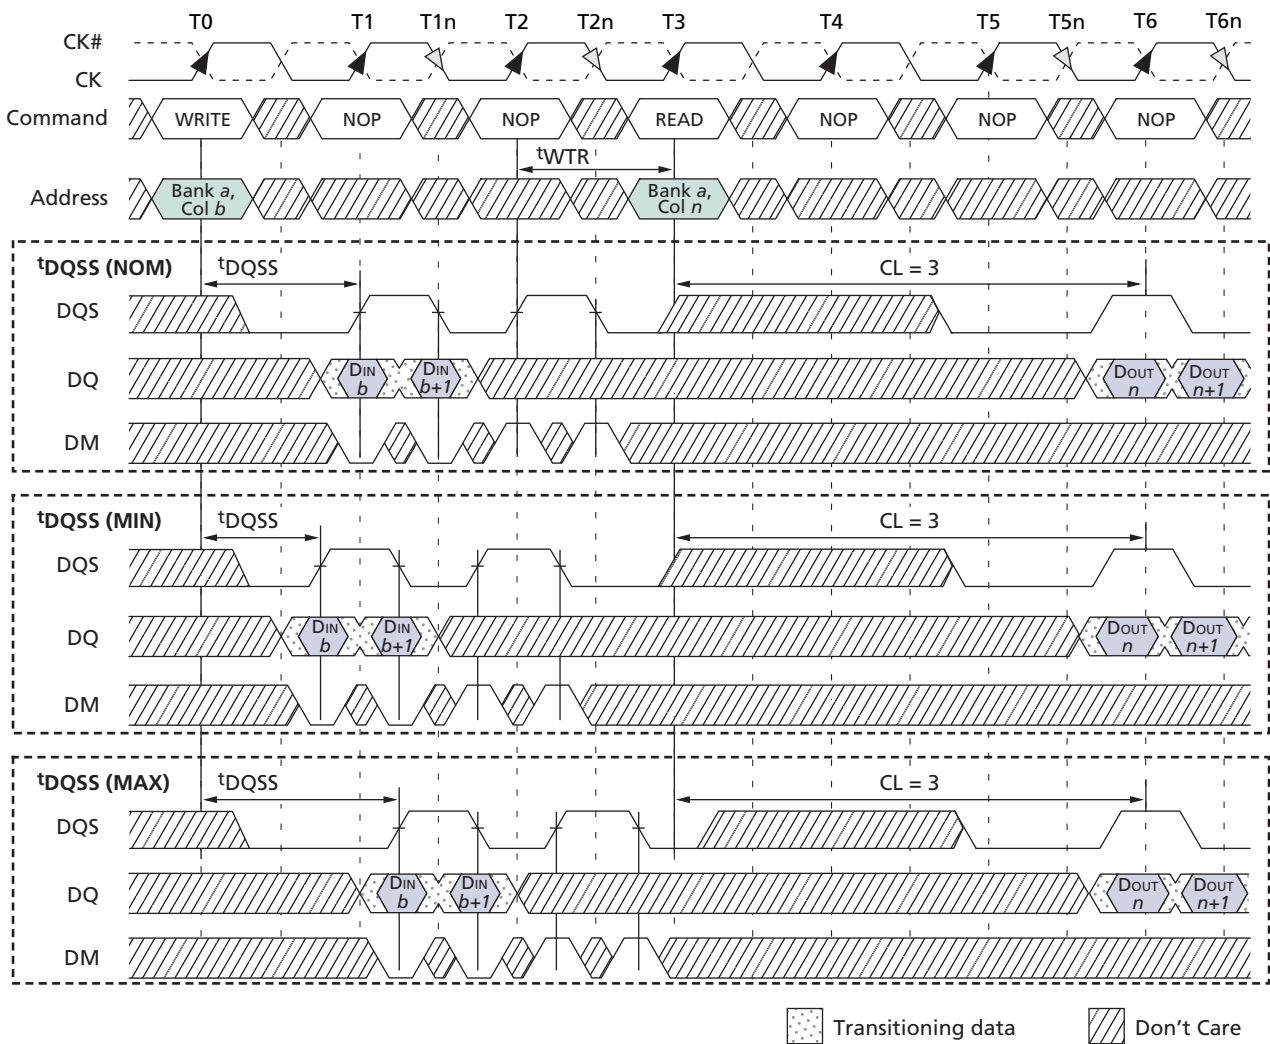 T0 T1 T1n T2 T2n T3 T4 T5 T5n T6 T6n
CK#
CK
Command WRITE NOP NOP READ NOP NOP NOP
tWTR
Address Bank a, Col b Bank a, Col n
tDQSS (NOM) tDQSS CL = 3
DQS
DQ DIN b DIN b+1 DOUT n DOUT n+1
DM
tDQSS (MIN) tDQSS CL = 3
DQS
DQ DIN b DIN b+1 DOUT n DOUT n+1
DM
tDQSS (MAX) tDQSS CL = 3
DQS
DQ DIN b DIN b+1 DOUT n DOUT n+1
DM
Transitioning data Don't Care